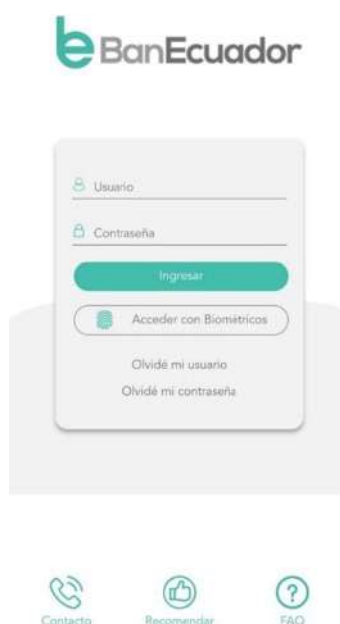 BanEcuador
Usuario
Contraseña
Ingresar
Acceder con Biométricos
Olvidé mi usuario
Olvidé mi contraseña
Contacto
Recomendar
FAQ